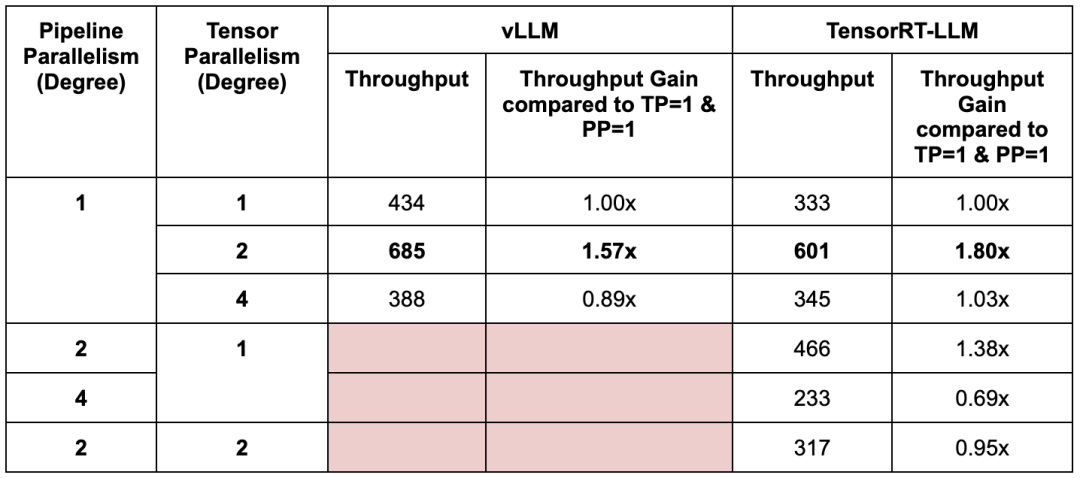 Pipeline Parallelism (Degree) Tensor Parallelism (Degree) vLLM TensorRT-LLM
Throughput Throughput Gain compared to TP=1 & PP=1 Throughput Throughput Gain compared to TP=1 & PP=1
1 1 434 1.00x 333 1.00x
2 685 1.57x 601 1.80x
4 388 0.89x 345 1.03x
2 1 466 1.38x
4 233 0.69x
2 2 317 0.95x